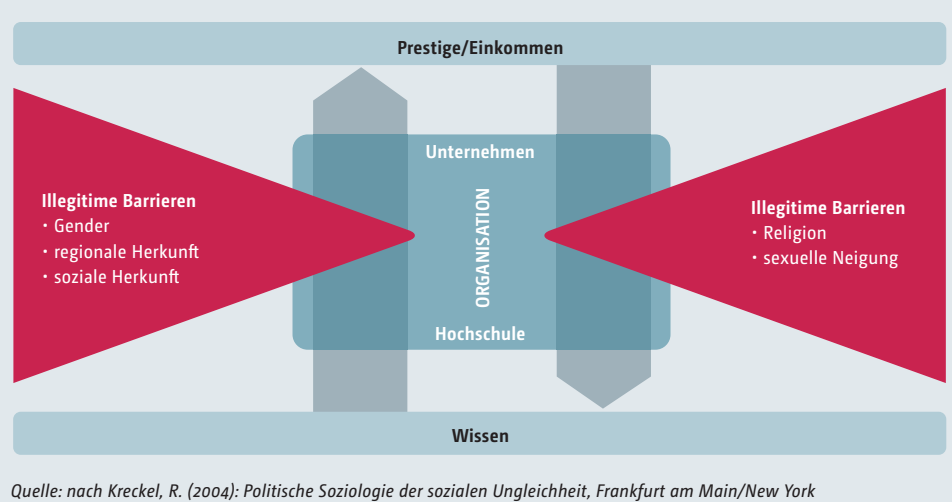 Prestige/Einkommen
Unternehmen
ORGANISATION
Hochschule
Illegitime Barrieren
· Gender
· regionale Herkunft
· soziale Herkunft
Illegitime Barrieren
· Religion
· sexuelle Neigung
Wissen
Quelle: nach Kreckel, R. (2004): Politische Soziologie der sozialen Ungleichheit, Frankfurt am Main/New York